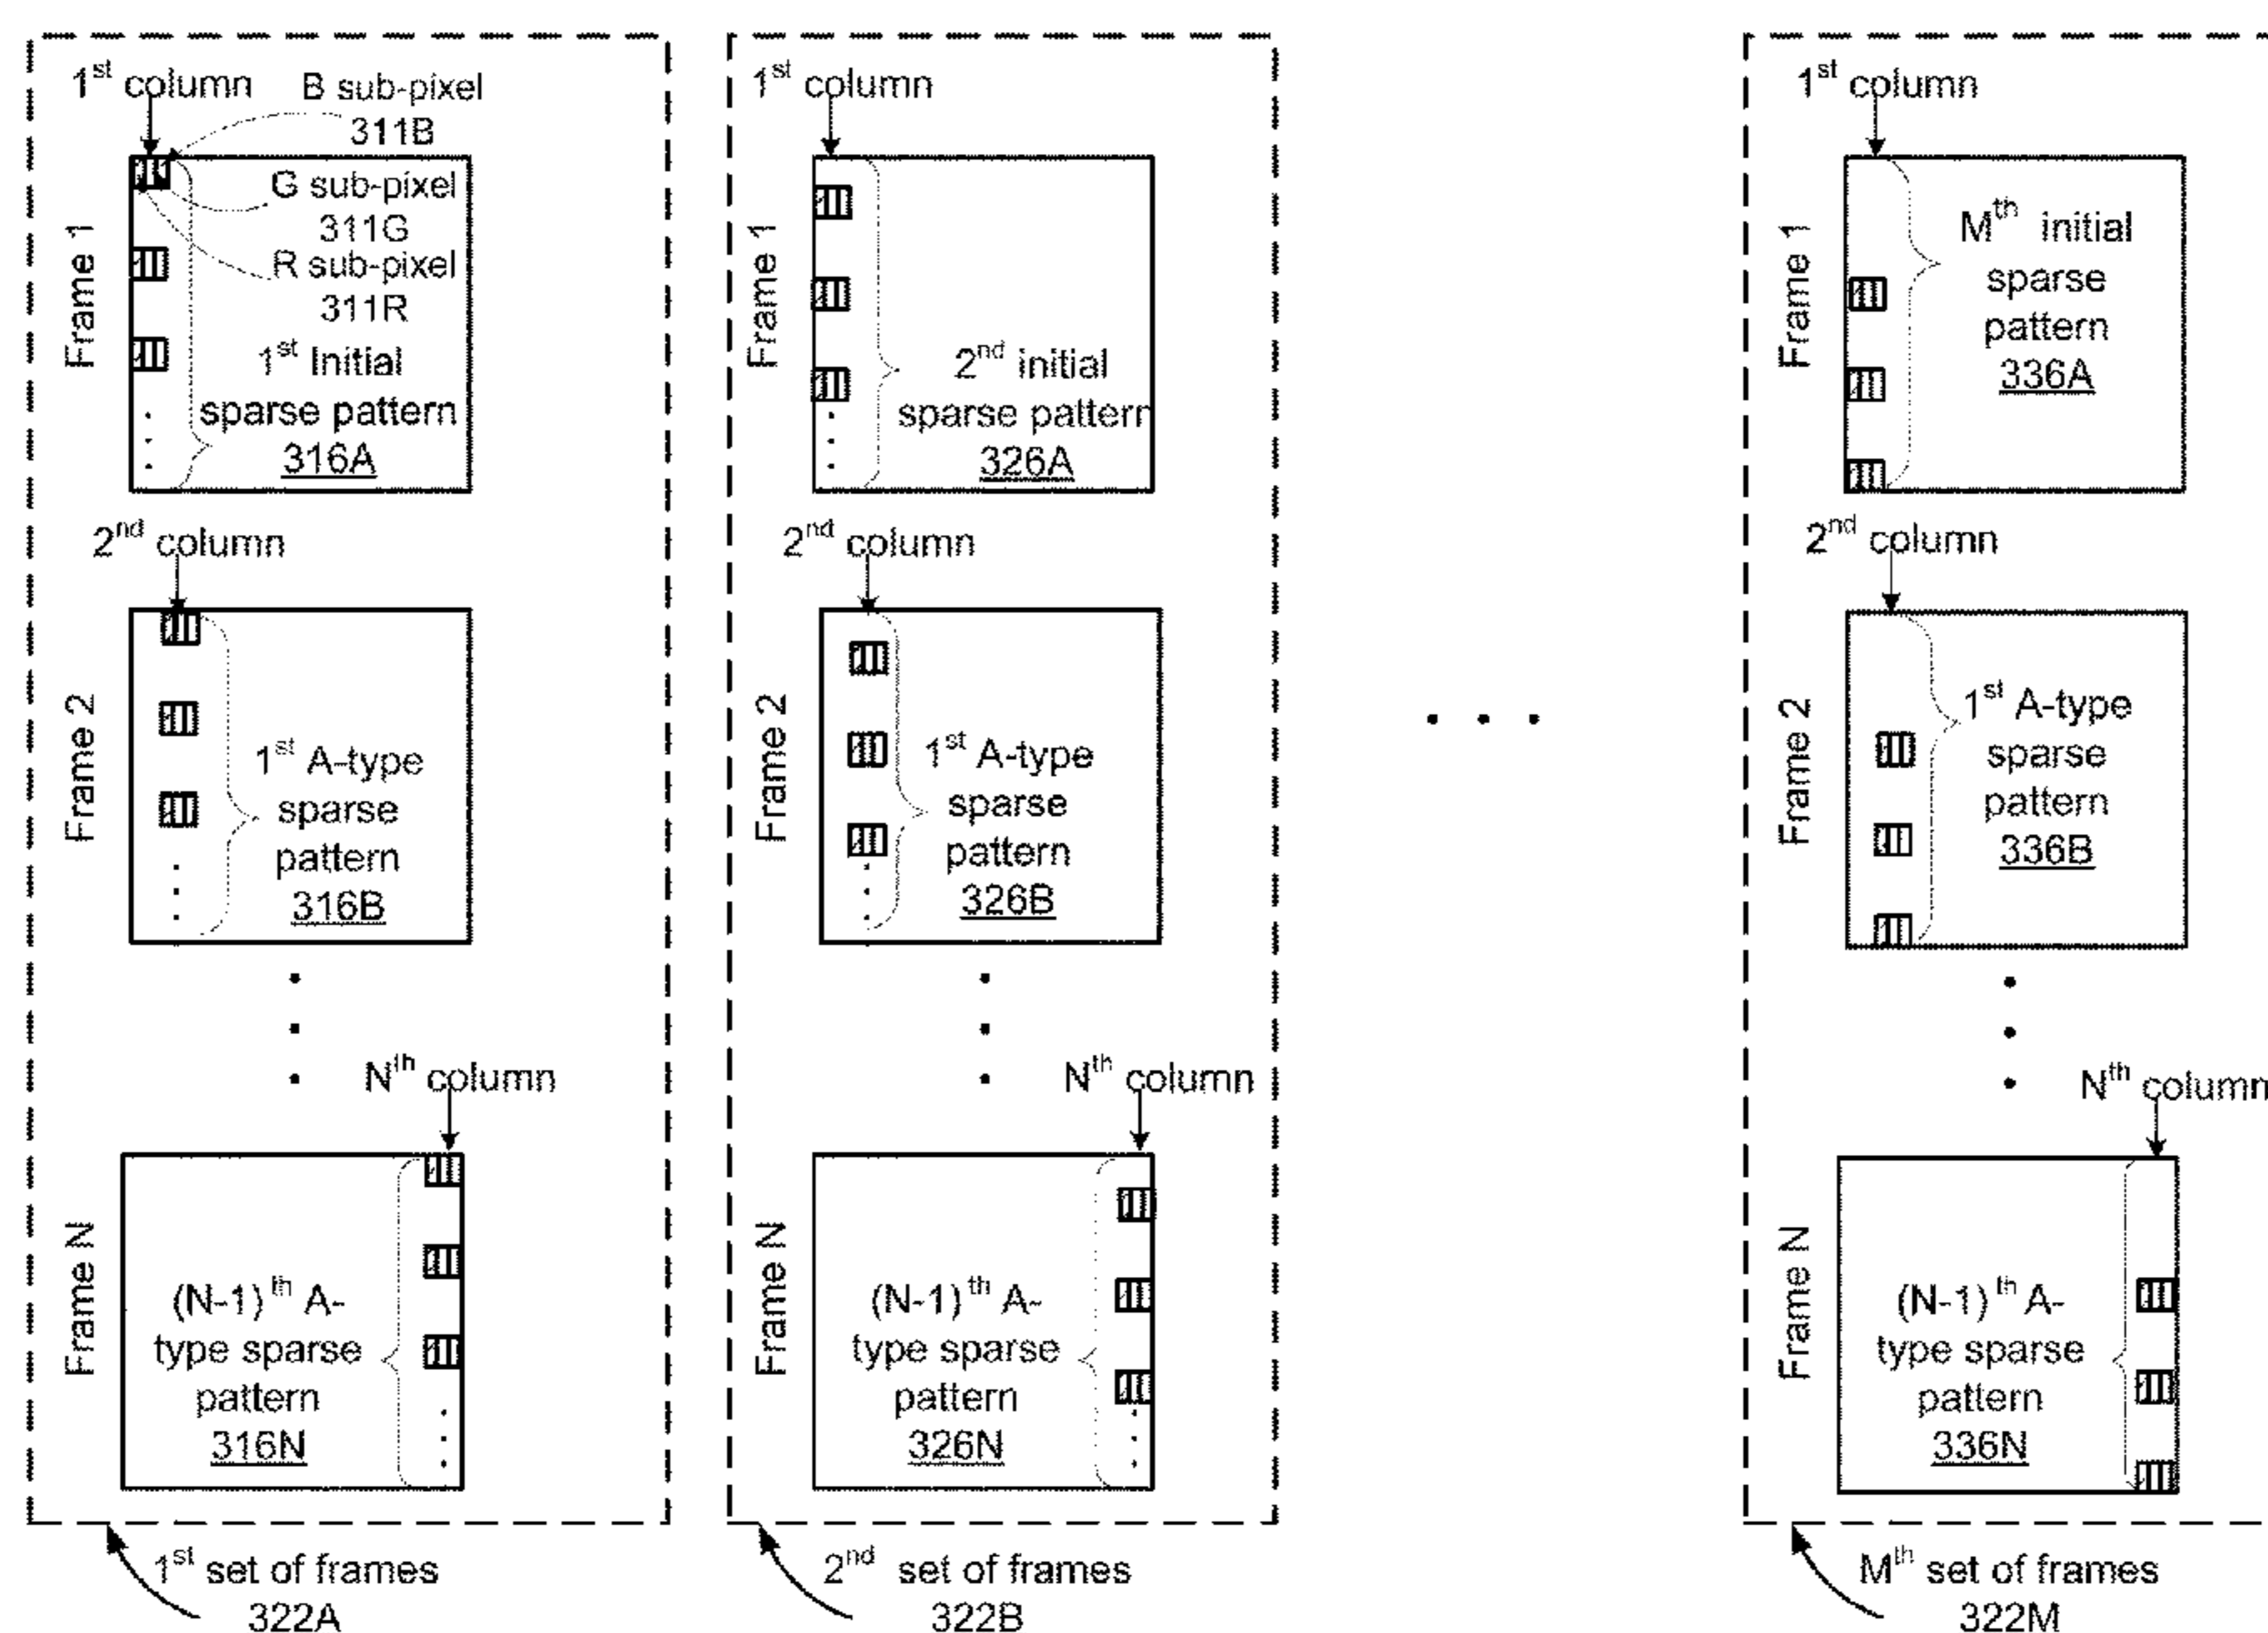 1st column
B sub-pixel
311B
G sub-pixel
311G
R sub-pixel
311R
Frame 1
1st Initial
sparse pattern
316A
2nd column
Frame 2
1st A-type
sparse
pattern
316B
Nth column
Frame N
(N-1)th A-
type sparse
pattern
316N
1st set of frames
322A
1st column
Frame 1
2nd initial
sparse pattern
326A
2nd column
Frame 2
1st A-type
sparse
pattern
326B
Nth column
Frame N
(N-1)th A-
type sparse
pattern
326N
2nd set of frames
322B
1st column
Frame 1
Mth initial
sparse
pattern
336A
2nd column
Frame 2
1st A-type
sparse
pattern
336B
Nth column
Frame N
(N-1)th A-
type sparse
pattern
336N
Mth set of frames
322M